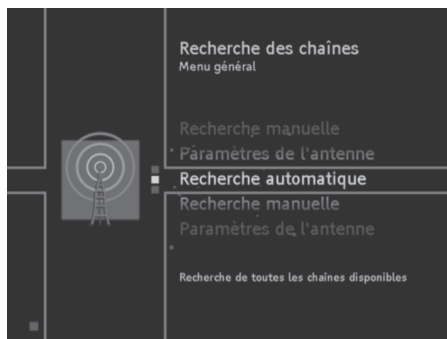 Recherche des chaînes
Menu général
Recherche manuelle
Paramètres de l'antenne
Recherche automatique
Recherche manuelle
Paramètres de l'antenne
Recherche de toutes les chaînes disponibles